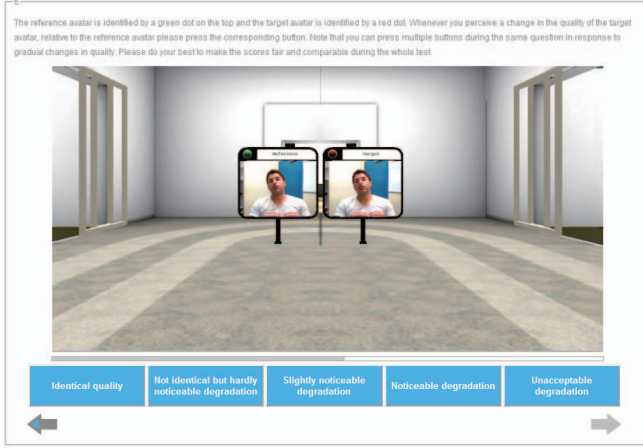 6
The reference avatar is identified by a green dot on the top and the target avatar is identified by a red dot. Whenever you perceive a change in the quality of the target
avatar, relative to the reference avatar please press the corresponding button. Note that you can press multiple buttons during the same question in response to
gradual changes in quality. Please do your best to make the scores fair and comparable during the whole test.
Reference Target
Identical quality
Not identical but hardly
noticeable degradation
Slightly noticeable
degradation
Noticeable degradation
Unacceptable
degradation